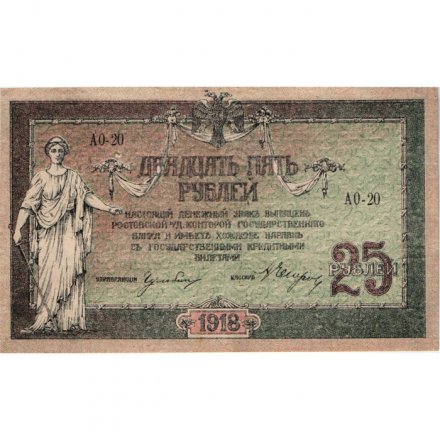 АО-20
ДВАДЦАТЬ ПЯТЬ
РУБЛЕЙ
АО-20
НАСТОЯЩІЙ ДЕНЕЖНЫЙ ЗНАКЪ ВЫПУЩЕНЪ
РОСТОВСКОЙ Н/Д. КОНТОРОЙ ГОСУДАРСТВЕННАГО
БАНКА И ИМѢЕТЪ ХОЖДЕНІЕ НАРАВНѢ
СЪ ГОСУДАРСТВЕННЫМИ КРЕДИТНЫМИ
БИЛЕТАМИ
УПРАВЛЯЮЩІЙ
КАССИРЪ
25
РУБЛЕЙ
1918